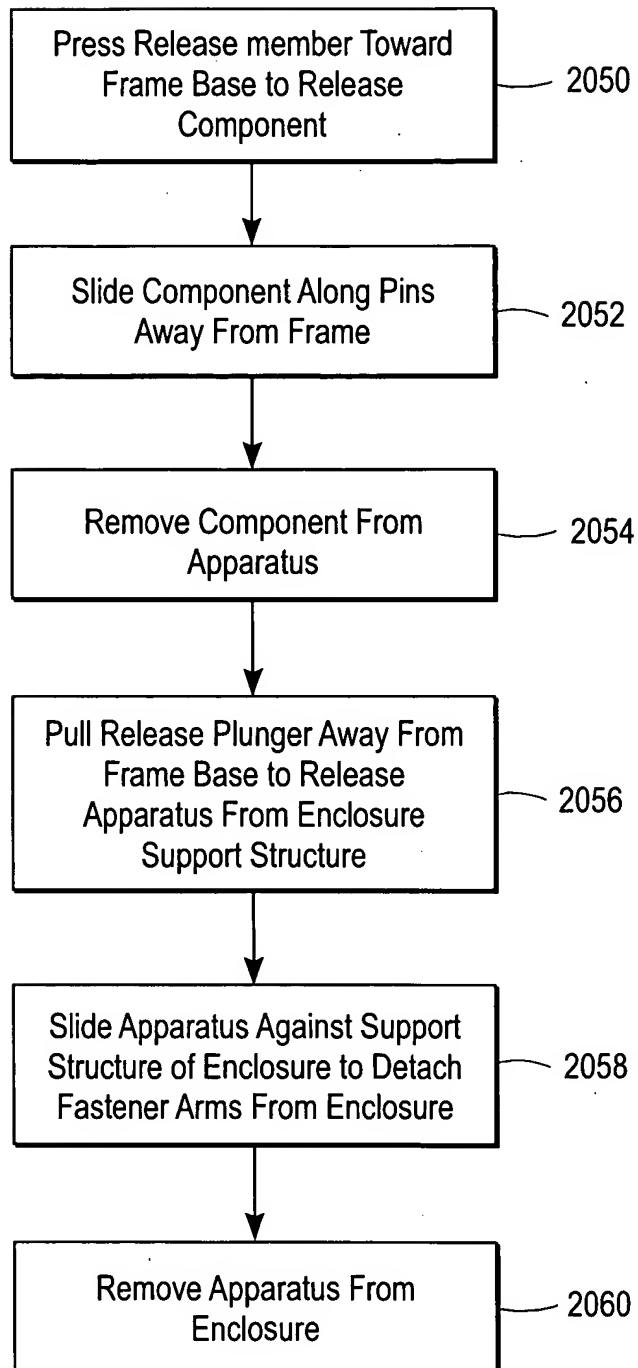 Press Release member Toward
Frame Base to Release
Component
2050
Slide Component Along Pins
Away From Frame
2052
Remove Component From
Apparatus
2054
Pull Release Plunger Away From
Frame Base to Release
Apparatus From Enclosure
Support Structure
2056
Slide Apparatus Against Support
Structure of Enclosure to Detach
Fastener Arms From Enclosure
2058
Remove Apparatus From
Enclosure
2060